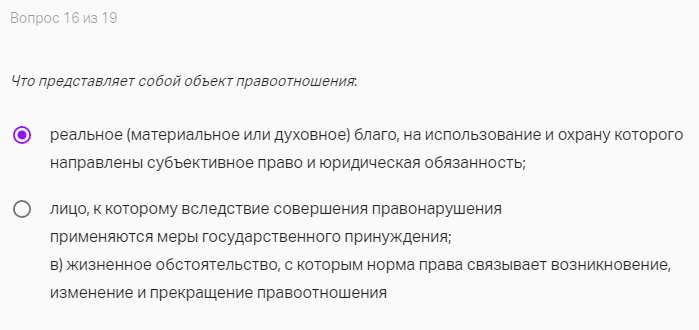 Вопрос 16 из 19
Что представляет собой объект правоотношения:
реальное (материальное или духовное) благо, на использование и охрану которого
направлены субъективное право и юридическая обязанность;
лицо, к которому вследствие совершения правонарушения
применяются меры государственного принуждения;
в) жизненное обстоятельство, с которым норма права связывает возникновение,
изменение и прекращение правоотношения